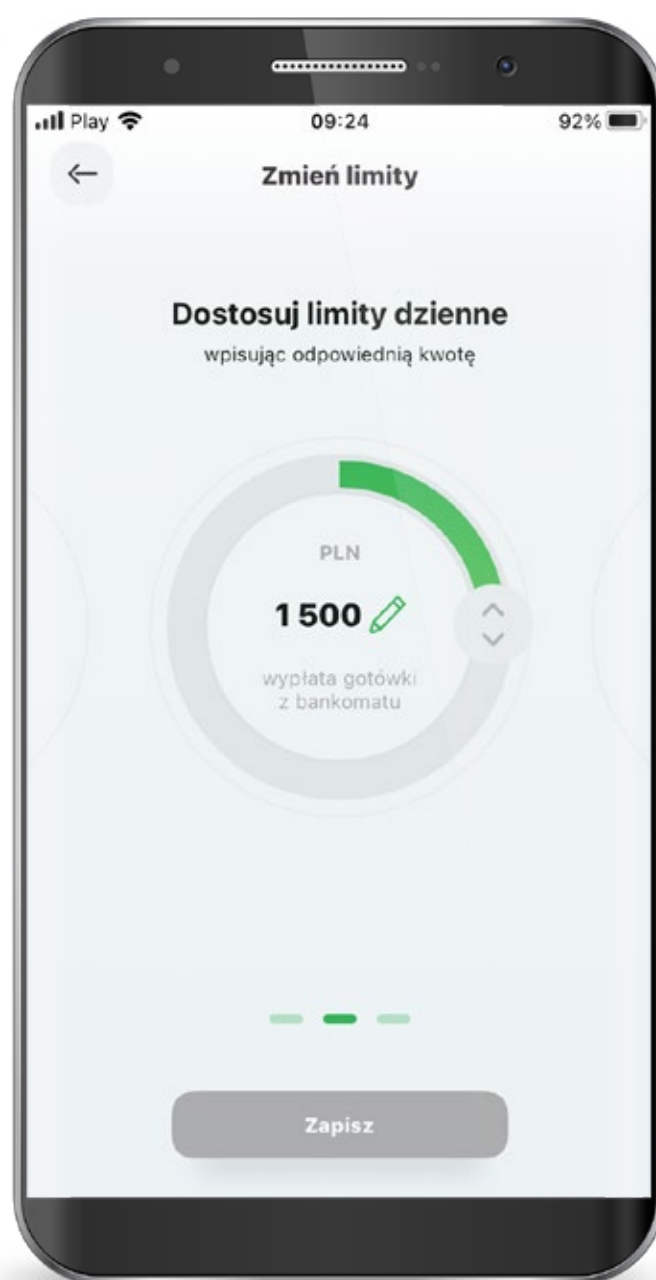 Play
09:24
92%
Zmień limity
Dostosuj limity dzienne
wpisując odpowiednią kwotę
PLN
1 500
wypłata gotówki
z bankomatu
Zapisz